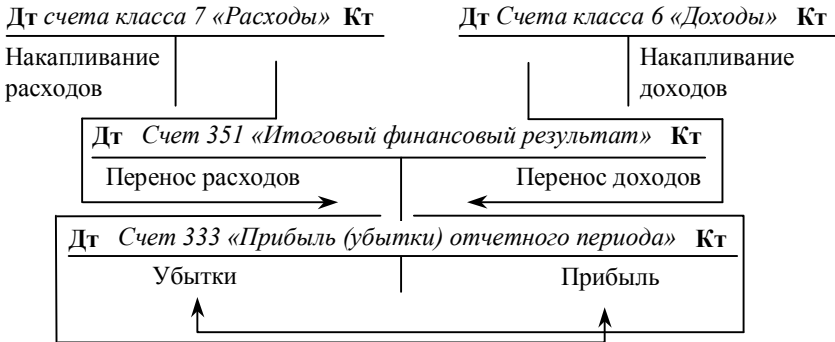 Дт счета класса 7 «Расходы» Кт
Дт Счета класса 6 «Доходы» Кт
Накапливание
расходов
Накапливание
доходов
Дт Счет 351 «Итоговый финансовый результат» Кт
Перенос расходов
Перенос доходов
Дт Счет 333 «Прибыль (убытки) отчетного периода» Кт
Убытки
Прибыль